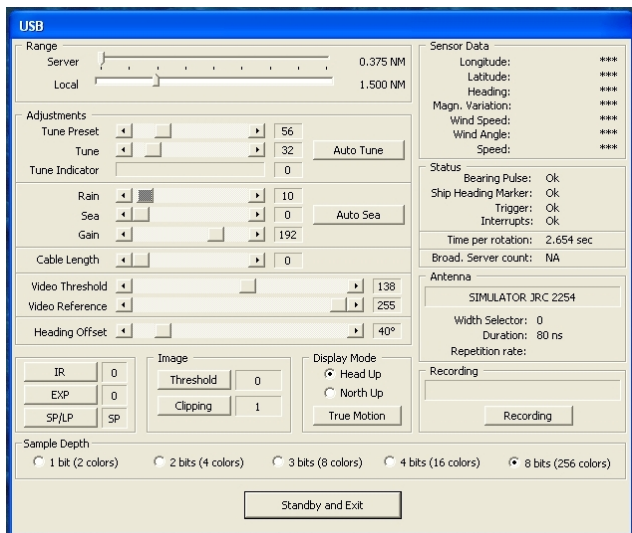 USB
Range
Server 0.375 NM
Local 1.500 NM
Adjustments
Tune Preset 56
Tune 32 Auto Tune
Tune Indicator 0
Rain 10
Sea 0 Auto Sea
Gain 192
Cable Length 0
Video Threshold 138
Video Reference 255
Heading Offset 40°
IR 0
EXP 0
SP/LP SP
Image
Threshold 0
Clipping 1
Display Mode
Head Up
North Up
True Motion
Sensor Data
Longitude: ***
Latitude: ***
Heading: ***
Magn. Variation: ***
Wind Speed: ***
Wind Angle: ***
Speed: ***
Status
Bearing Pulse: Ok
Ship Heading Marker: Ok
Trigger: Ok
Interrupts: Ok
Time per rotation: 2.654 sec
Broad. Server count: NA
Antenna
SIMULATOR JRC 2254
Width Selector: 0
Duration: 80 ns
Repetition rate:
Recording
Recording
Sample Depth
1 bit (2 colors) 2 bits (4 colors) 3 bits (8 colors) 4 bits (16 colors) 8 bits (256 colors)
Standby and Exit